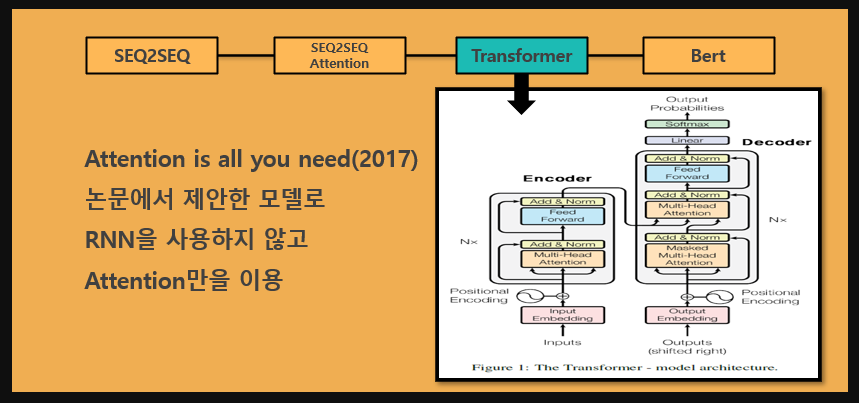 SEQ2SEQ
SEQ2SEQ
Attention
Transformer
Bert
Attention is all you need(2017)
논문에서 제안한 모델로
RNN을 사용하지 않고
Attention만을 이용
Output
Probabilities
Softmax
Linear
Decoder
Add & Norm
Feed
Forward
Add & Norm
Multi-Head
Attention
Nx
Add & Norm
Masked
Multi-Head
Attention
Positional
Encoding
Output
Embedding
Outputs
(shifted right)
Encoder
Add & Norm
Feed
Forward
Nx
Add & Norm
Multi-Head
Attention
Positional
Encoding
Input
Embedding
Inputs
Figure 1: The Transformer - model architecture.